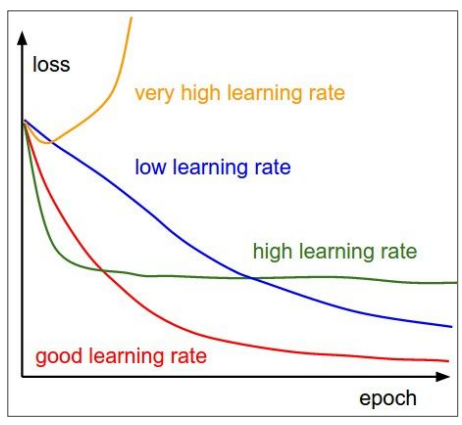 loss
very high learning rate
low learning rate
high learning rate
good learning rate
epoch